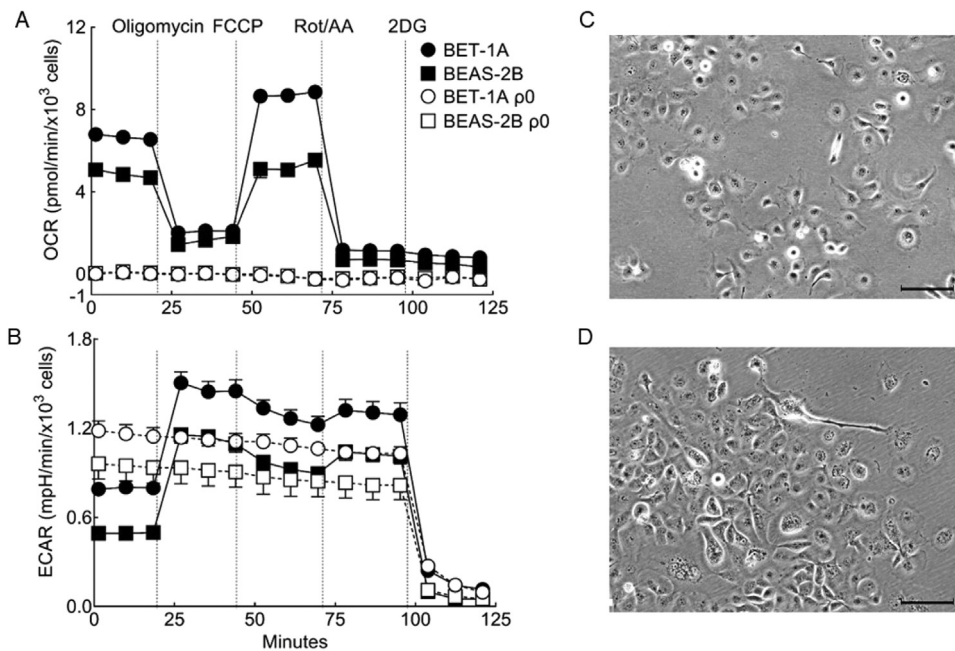 A
C
12
Oligomycin FCCP Rot/AA 2DG
BET-1A
BEAS-2B
BET-1A ρ0
BEAS-2B ρ0
8
4
0
-1
OCR (pmol/min/x10³ cells)
0 25 50 75 100 125
B
D
1.8
1.2
0.6
0.0
ECAR (mpH/min/x10³ cells)
0 25 50 75 100 125
Minutes